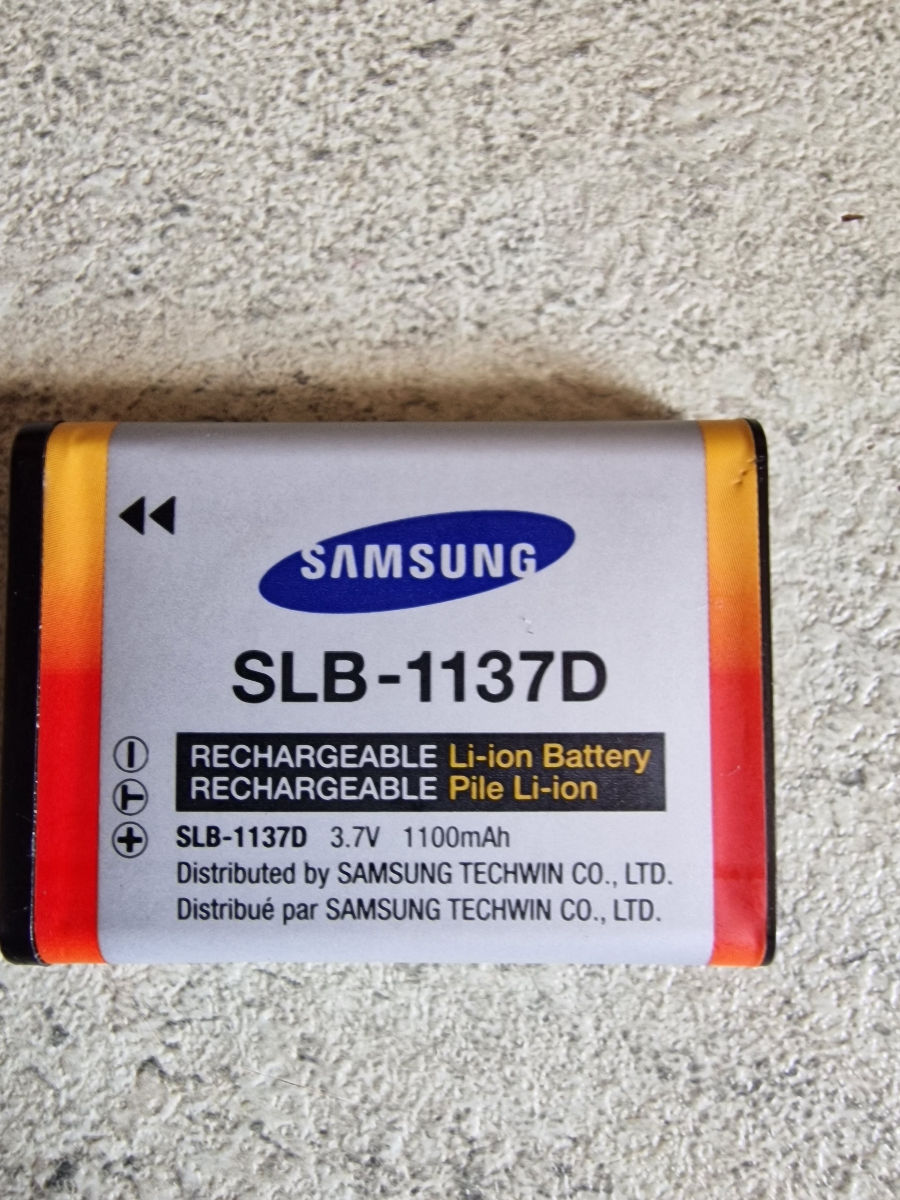 SAMSUNG
SLB-1137D
RECHARGEABLE Li-ion Battery
RECHARGEABLE Pile Li-ion
SLB-1137D 3.7V 1100mAh
Distributed by SAMSUNG TECHWIN CO., LTD.
Distribué par SAMSUNG TECHWIN CO., LTD.
−
T
+